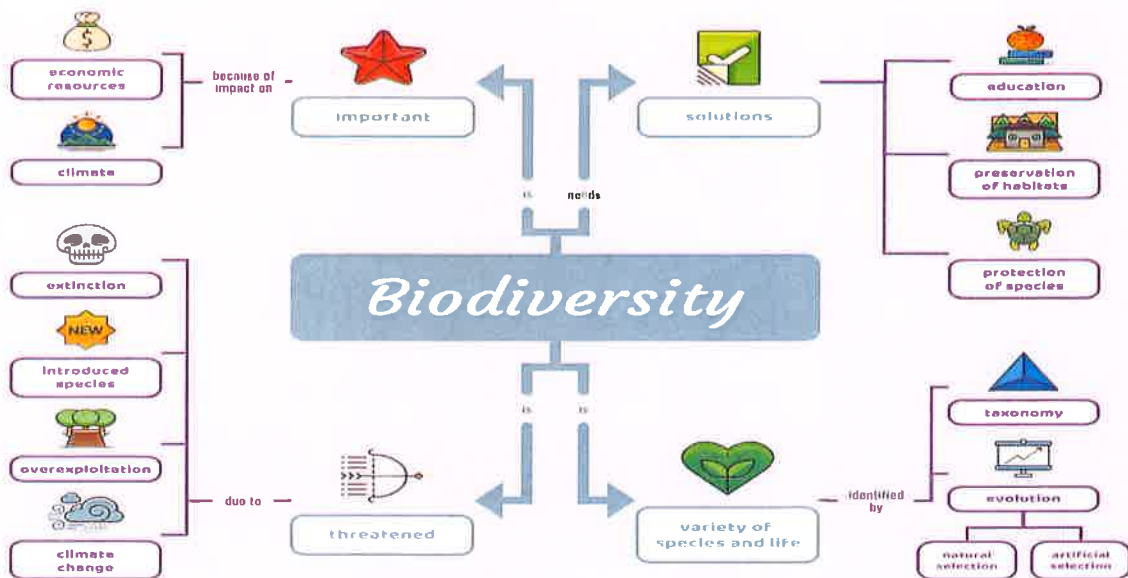 $
economic
resources
because of
impact on
important
climate
solutions
education
preservation
of habitats
protection
of species
is
needs
Biodiversity
extinction
NEW
introduced
species
overexploitation
climate
change
due to
threatened
is
is
variety of
species and life
identified
by
taxonomy
evolution
natural
selection
artificial
selection